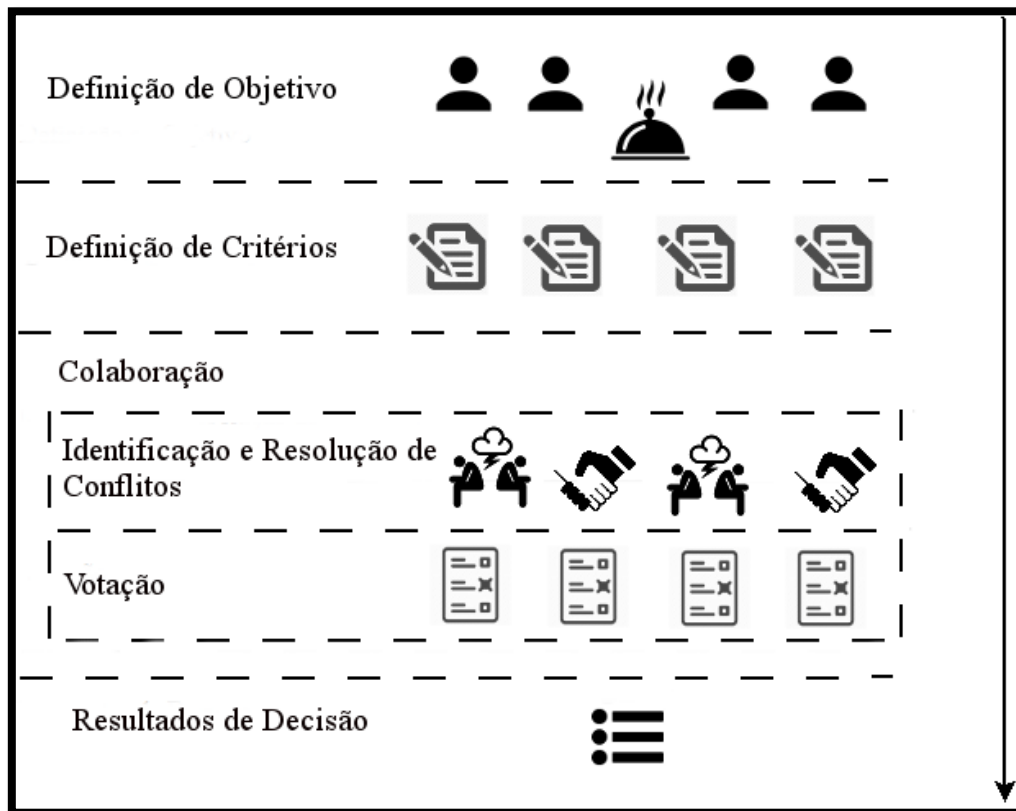 Definição de Objetivo
Definição de Critérios
Colaboração
Identificação e Resolução de
Conflitos
Votação
Resultados de Decisão